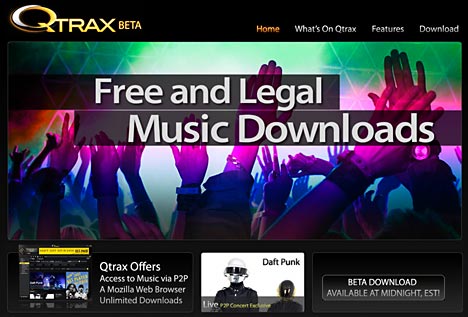 QTRAX BETA
Home What's On Qtrax Features Download
Free and Legal
Music Downloads
Qtrax Offers
Access to Music via P2P
A Mozilla Web Browser
Unlimited Downloads
Daft Punk
Live P2P Concert Exclusive
BETA DOWNLOAD
AVAILABLE AT MIDNIGHT, EST!